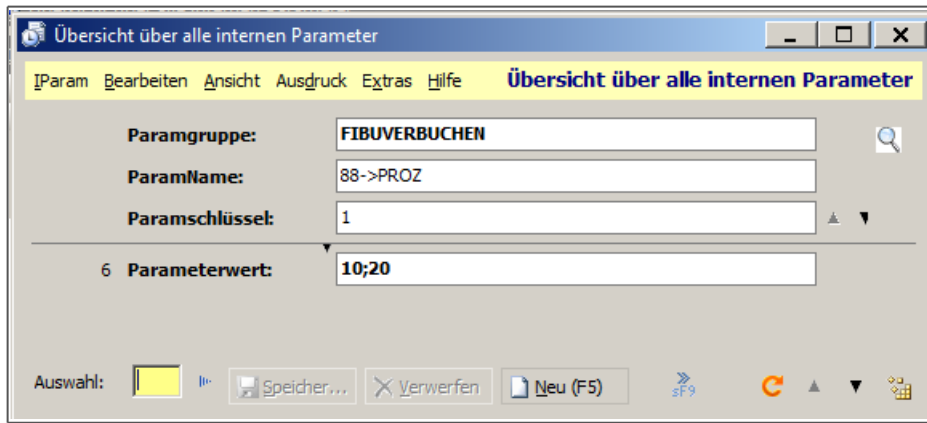 Übersicht über alle internen Parameter
IParam Bearbeiten Ansicht Ausdruck Extras Hilfe Übersicht über alle internen Parameter
Paramgruppe: FIBUVERBUCHEN
ParamName: 88->PROZ
Paramschlüssel: 1
6 Parameterwert: 10;20
Auswahl: Speicher... Verwerfen Neu (F5) sF9